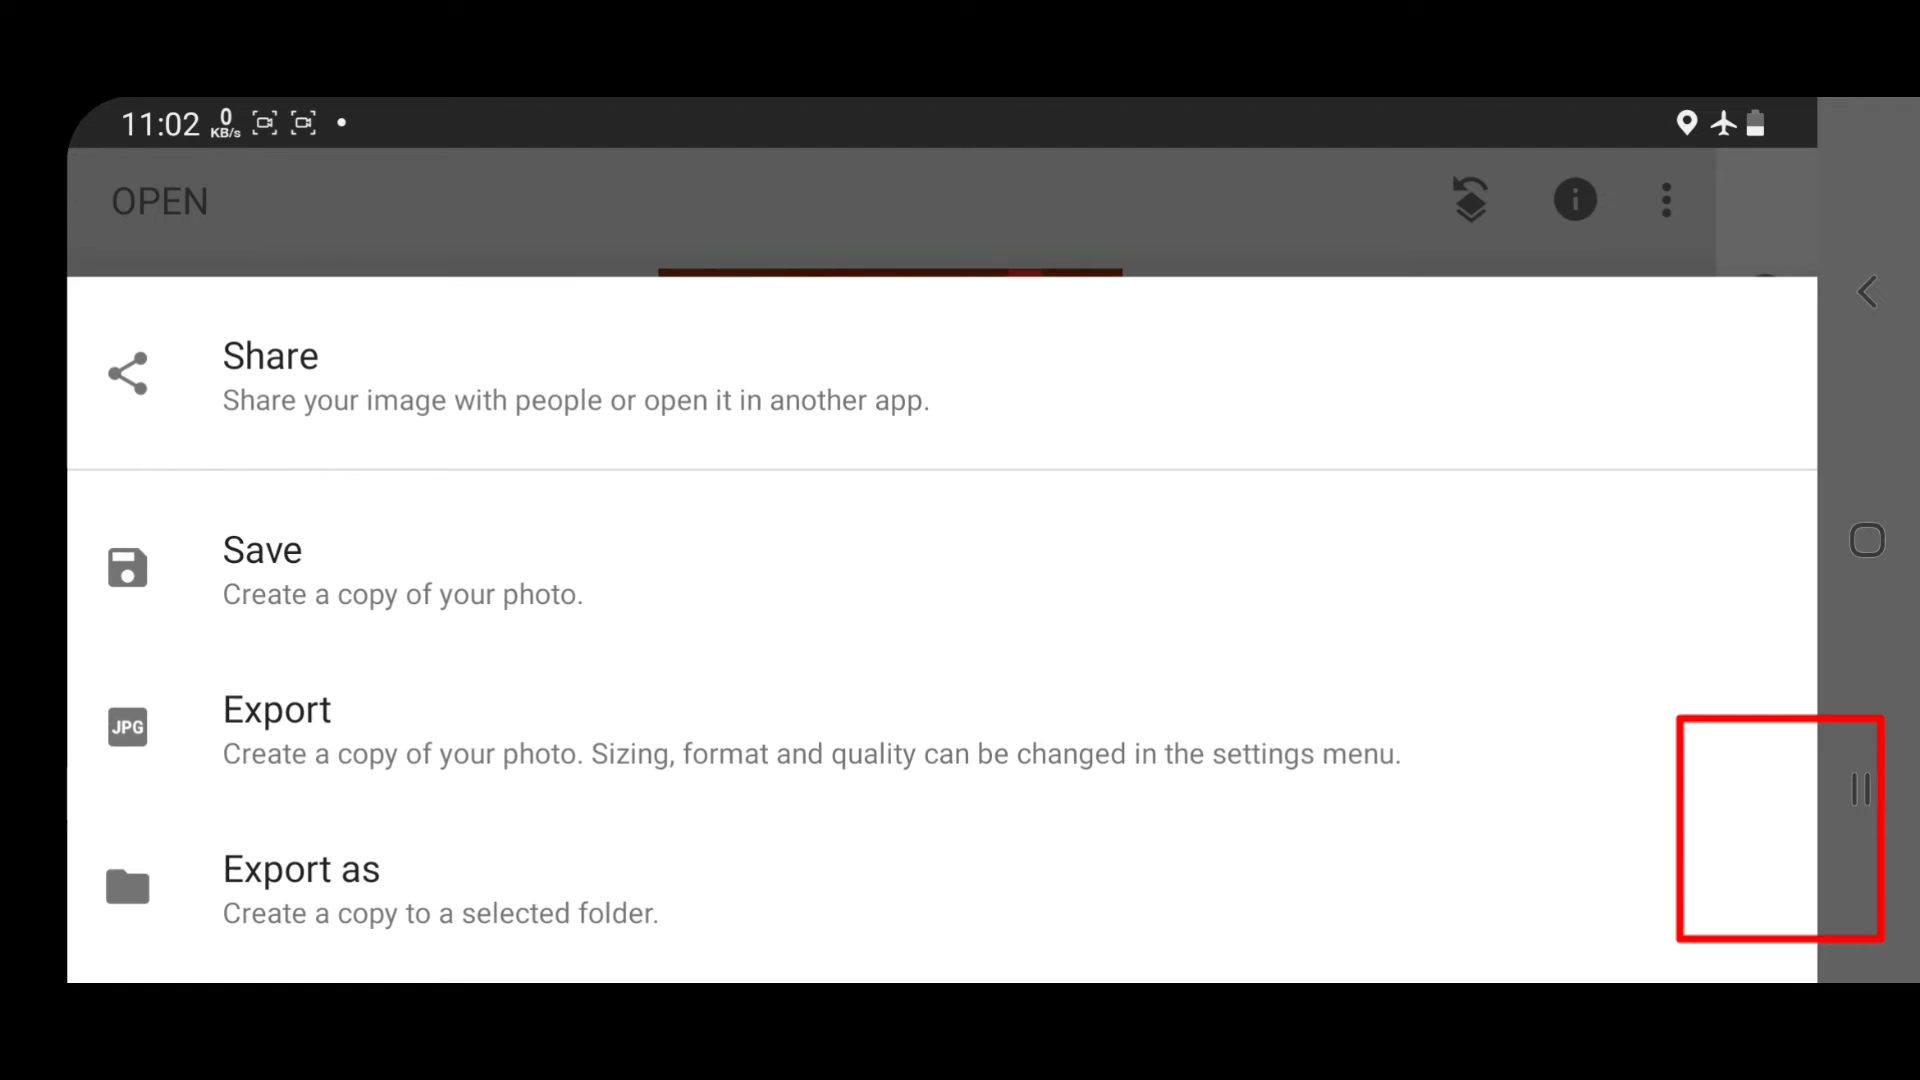 11:02 0 KB/s
OPEN
Share
Share your image with people or open it in another app.
Save
Create a copy of your photo.
JPG
Export
Create a copy of your photo. Sizing, format and quality can be changed in the settings menu.
Export as
Create a copy to a selected folder.